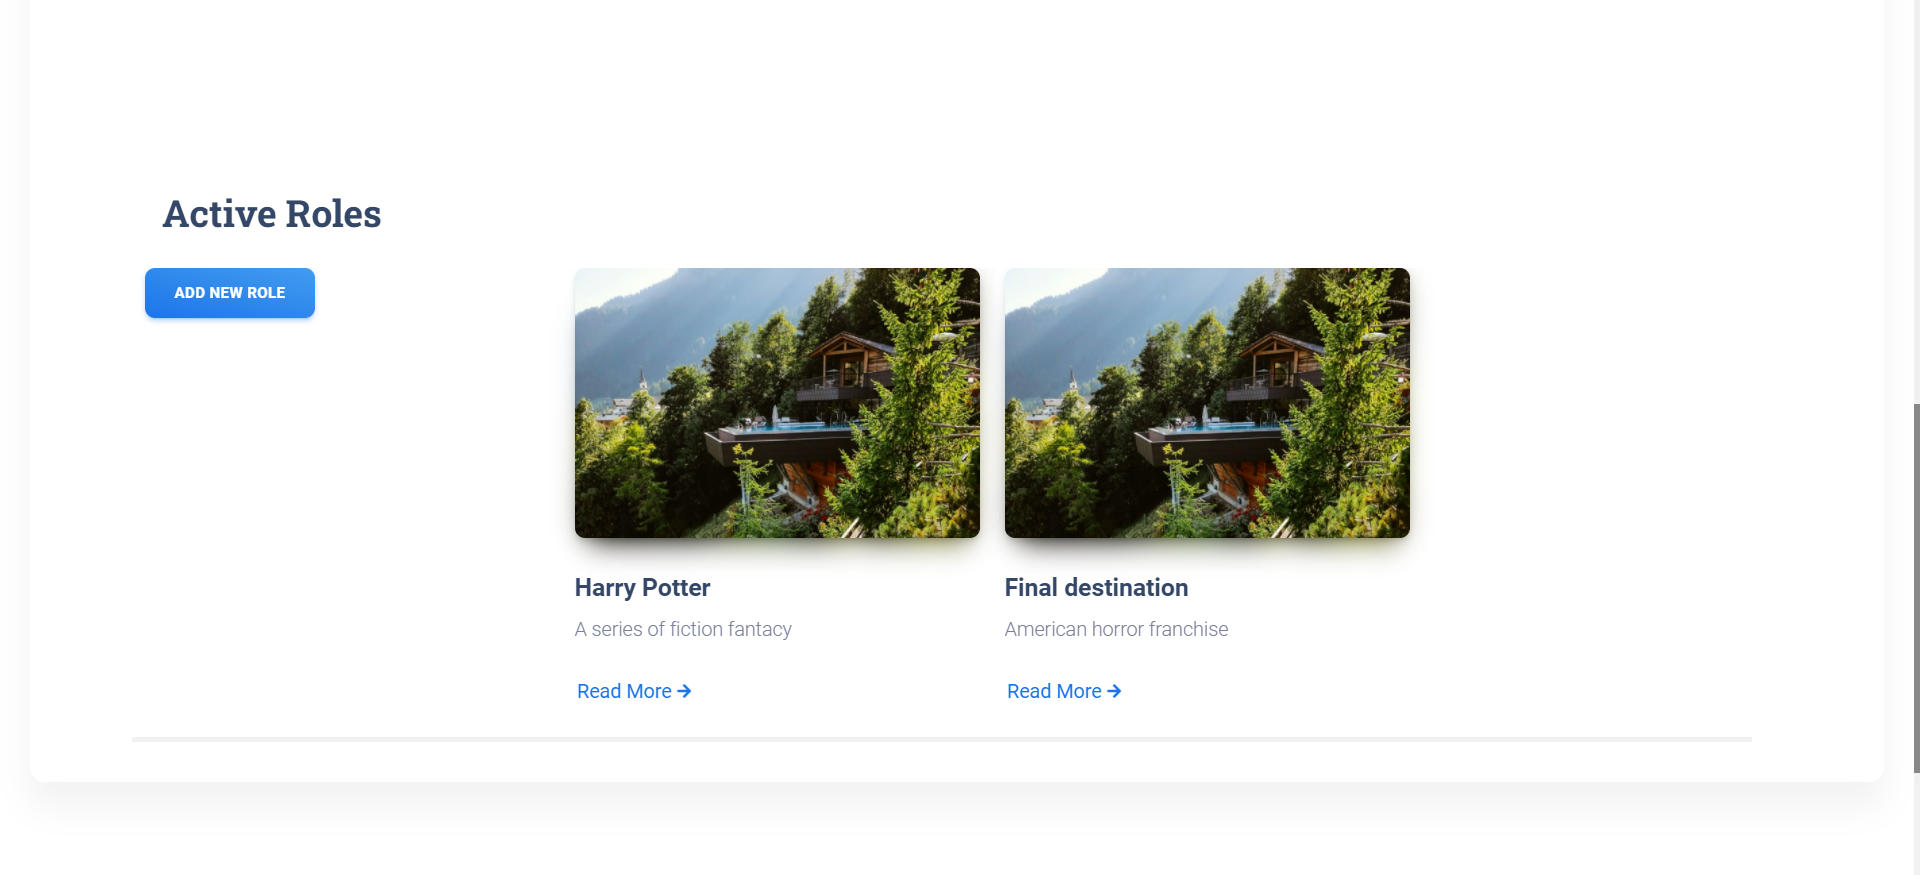 Active Roles
ADD NEW ROLE
Harry Potter
A series of fiction fantacy
Read More
Final destination
American horror franchise
Read More